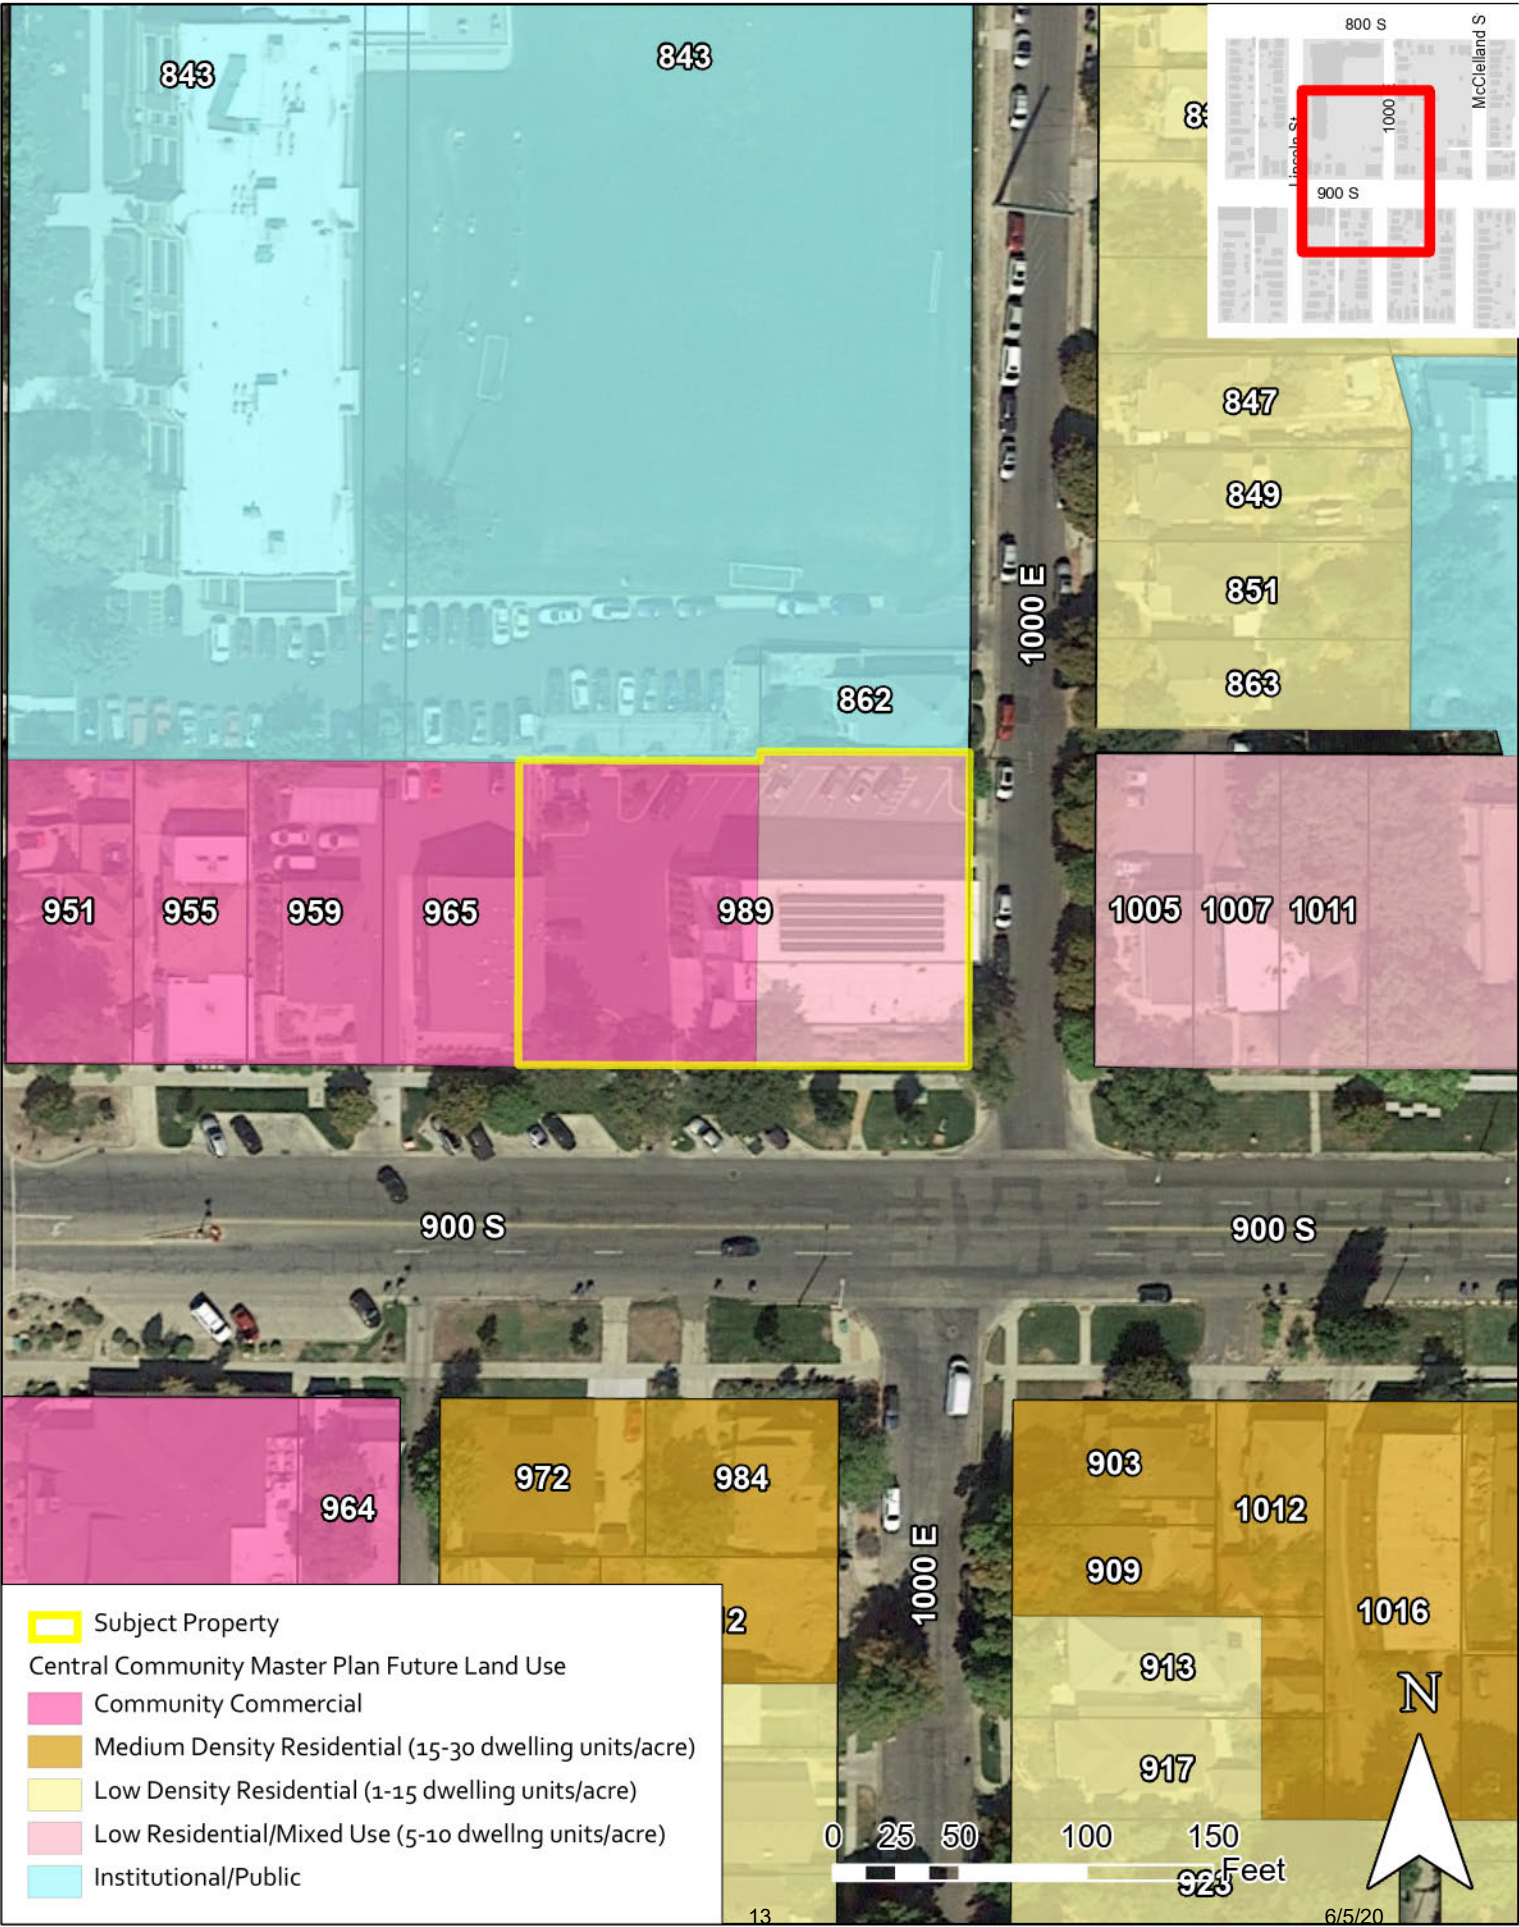 843
843
800 S
McClelland S
1000
Lincoln St
900 S
847
849
851
863
1000 E
862
951
955
959
965
989
1005
1007
1011
900 S
900 S
972
984
964
903
1012
909
1016
1000 E
913
917
923
Subject Property
Central Community Master Plan Future Land Use
Community Commercial
Medium Density Residential (15-30 dwelling units/acre)
Low Density Residential (1-15 dwelling units/acre)
Low Residential/Mixed Use (5-10 dwellng units/acre)
Institutional/Public
N
0 25 50 100 150
Feet
13
6/5/20